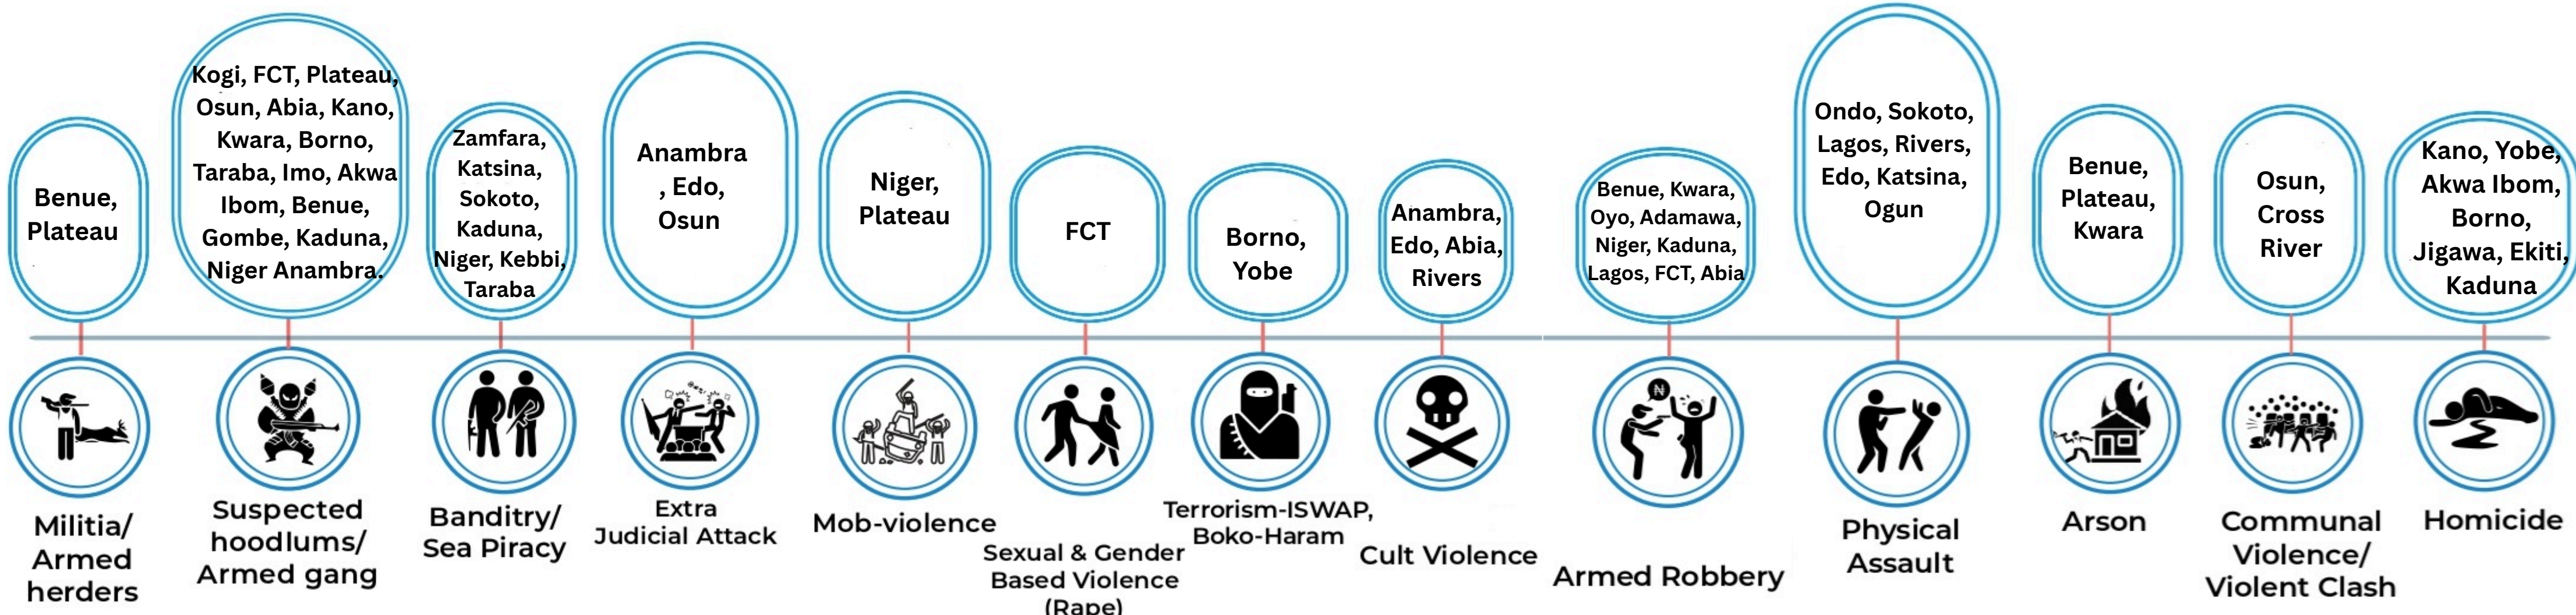 Benue,
Plateau
Kogi, FCT, Plateau,
Osun, Abia, Kano,
Kwara, Borno,
Taraba, Imo, Akwa
Ibom, Benue,
Gombe, Kaduna,
Niger Anambra.
Zamfara,
Katsina,
Sokoto,
Kaduna,
Niger, Kebbi,
Taraba
Anambra
, Edo,
Osun
Niger,
Plateau
FCT
Borno,
Yobe
Anambra,
Edo, Abia,
Rivers
Benue, Kwara,
Oyo, Adamawa,
Niger, Kaduna,
Lagos, FCT, Abia
Ondo, Sokoto,
Lagos, Rivers,
Edo, Katsina,
Ogun
Benue,
Plateau,
Kwara
Osun,
Cross
River
Kano, Yobe,
Akwa Ibom,
Borno,
Jigawa, Ekiti,
Kaduna
₦
Militia/
Armed
herders
Suspected
hoodlums/
Armed gang
Banditry/
Sea Piracy
Extra
Judicial Attack
Mob-violence
Sexual & Gender
Based Violence
(Rape)
Terrorism-ISWAP,
Boko-Haram
Cult Violence
Armed Robbery
Physical
Assault
Arson
Communal
Violence/
Violent Clash
Homicide